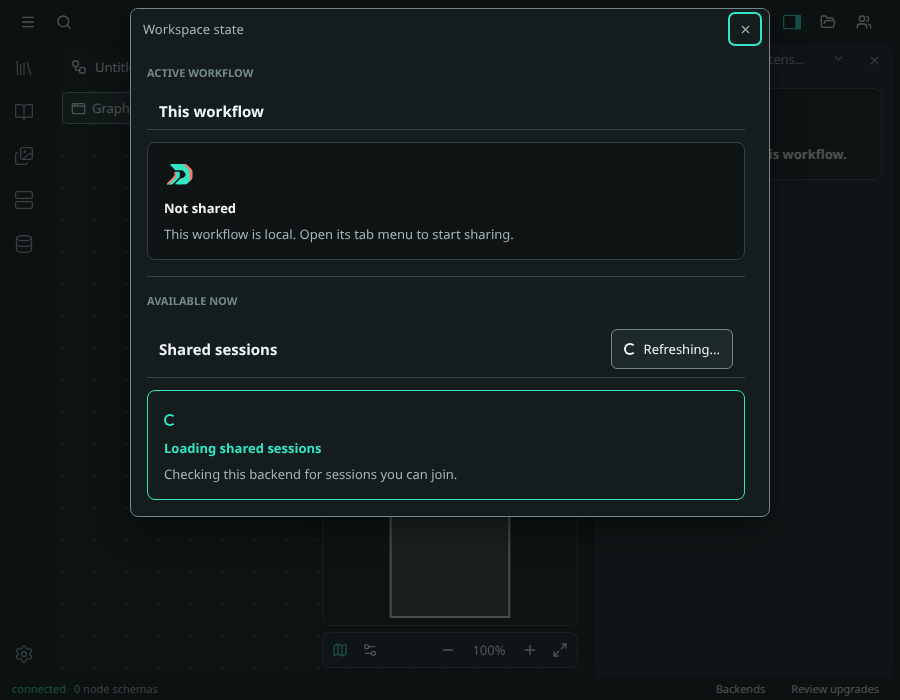 Workspace state
ACTIVE WORKFLOW
This workflow
Not shared
This workflow is local. Open its tab menu to start sharing.
AVAILABLE NOW
Shared sessions
Refreshing...
Loading shared sessions
Checking this backend for sessions you can join.
Untitl
Graph
tens...
is workflow.
100%
connected
0 node schemas
Backends
Review upgrades